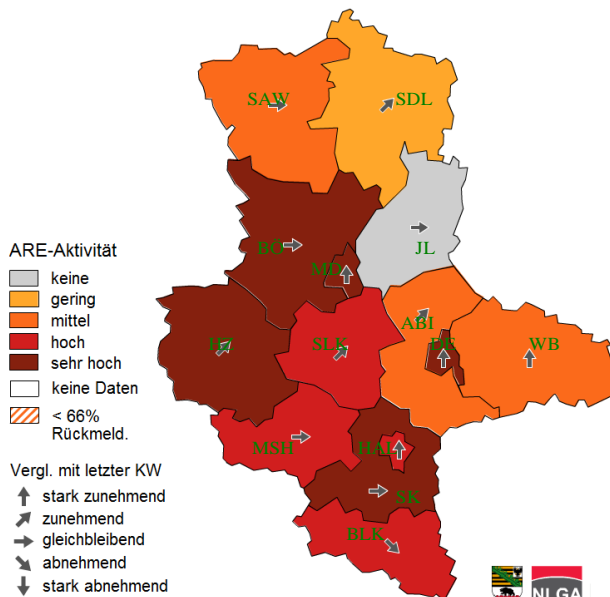 SAW
SDL
BÖ
JL
MD
ARE-Aktivität
keine
gering
mittel
hoch
sehr hoch
keine Daten
< 66%
Rückmeld.
HZ
SLK
ABI
DE
WB
MSH
HAL
SK
BLK
Vergl. mit letzter KW
stark zunehmend
zunehmend
gleichbleibend
abnehmend
stark abnehmend
NLGA